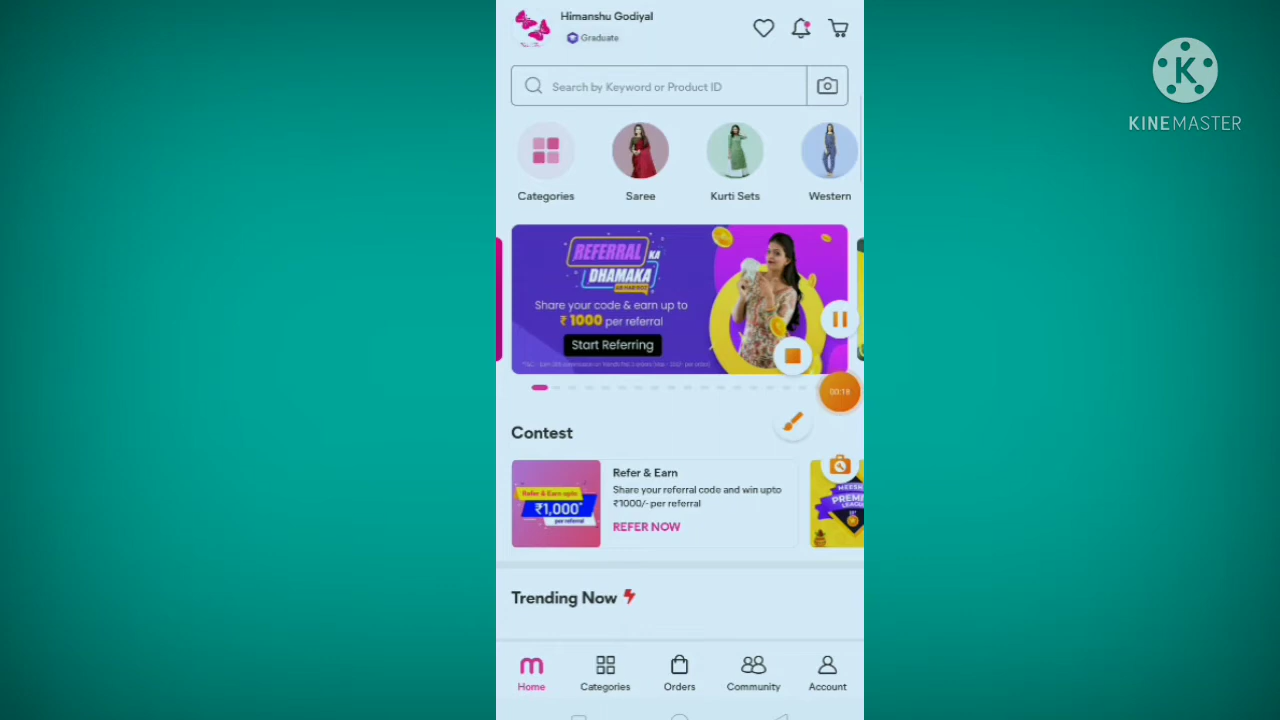 Himanshu Godiyal
Graduate
Search by Keyword or Product ID
K
KINEMASTER
Categories
Saree
Kurti Sets
Western
REFERRAL KA
DHAMAKA
Share your code & earn up to
₹1000 per referral
Start Referring
00:18
Contest
Refer & Earn upto
₹1,000*
per referral
Refer & Earn
Share your referral code and win upto
₹1000/- per referral
REFER NOW
Trending Now
m
Home
Categories
Orders
Community
Account